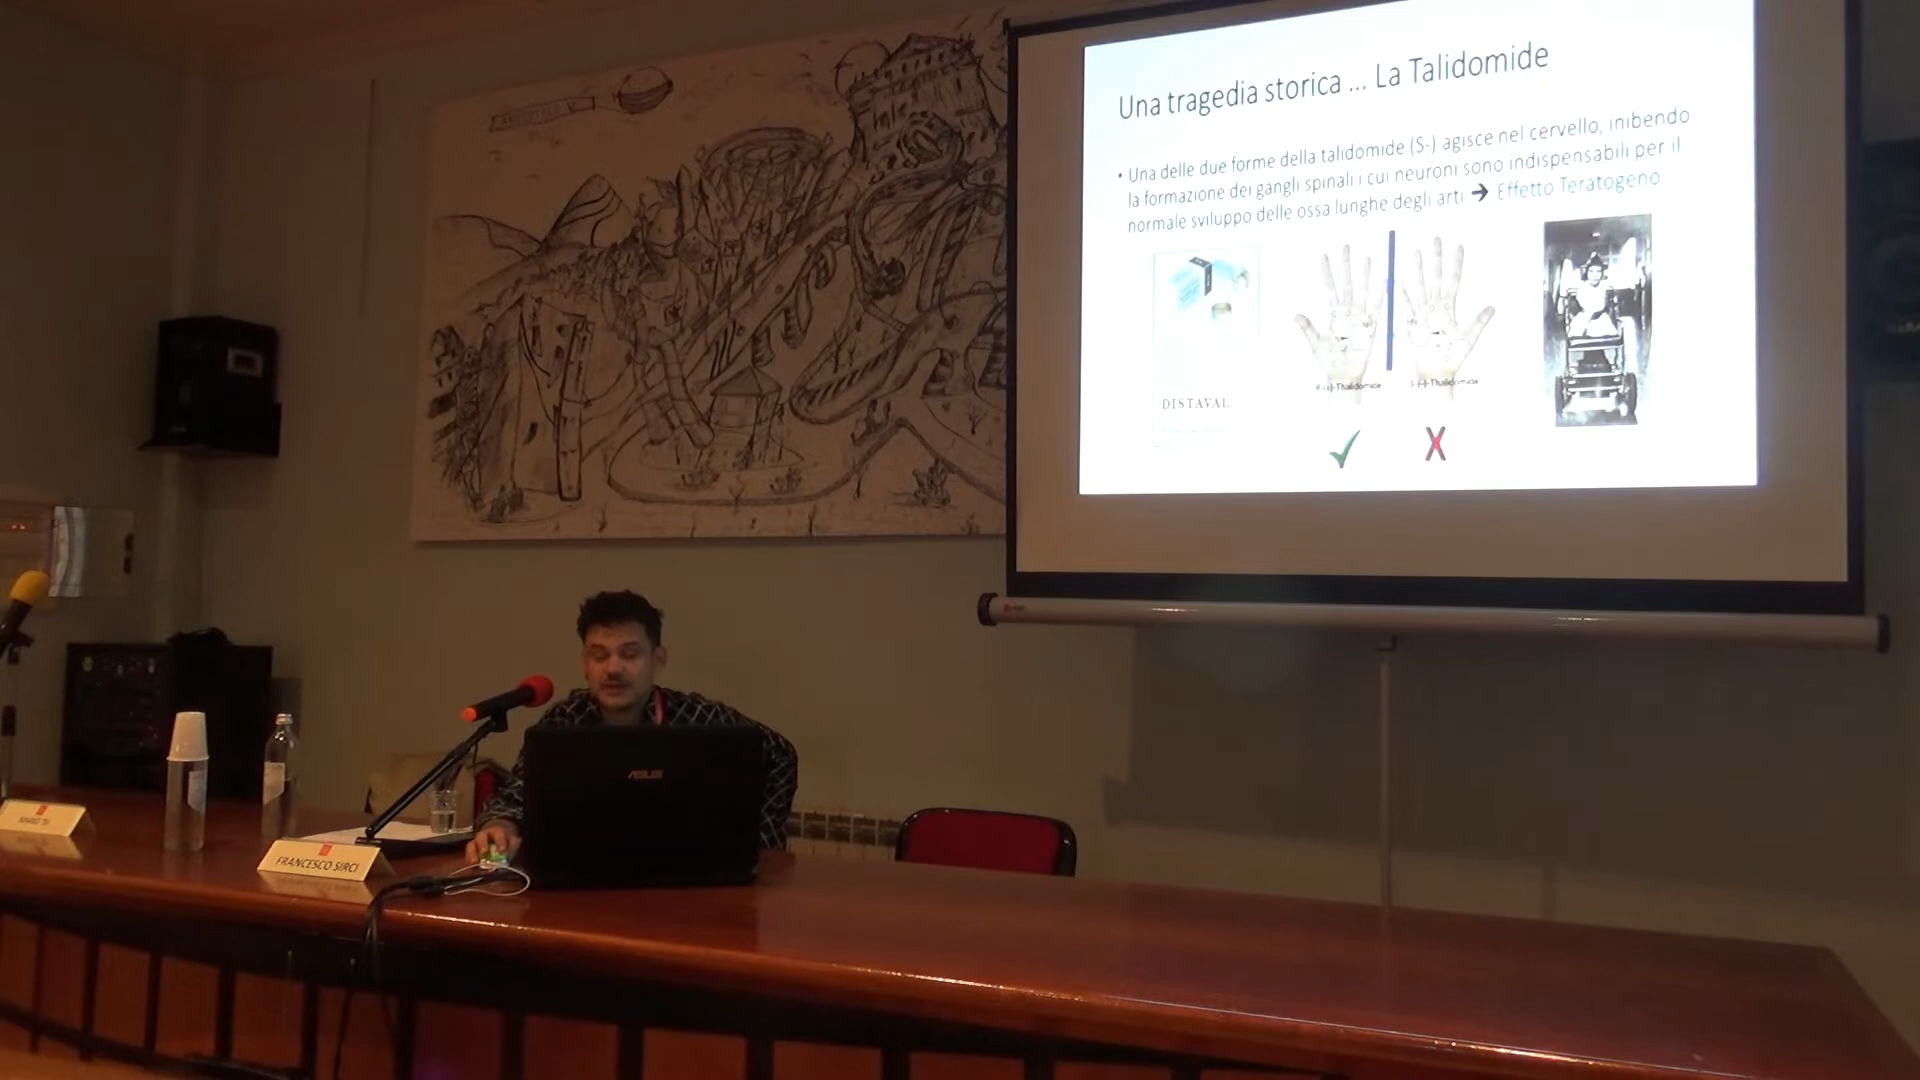 Una tragedia storica ... La Talidomide
• Una delle due forme della talidomide (S-) agisce nel cervello, inibendo
la formazione dei gangli spinali i cui neuroni sono indispensabili per il
normale sviluppo delle ossa lunghe degli arti ➔ Effetto Teratogeno
R-(+)-Thalidomide
S-(-)-Thalidomide
DISTAVAL
✓
X
ASUS
FRANCESCO SIRCI